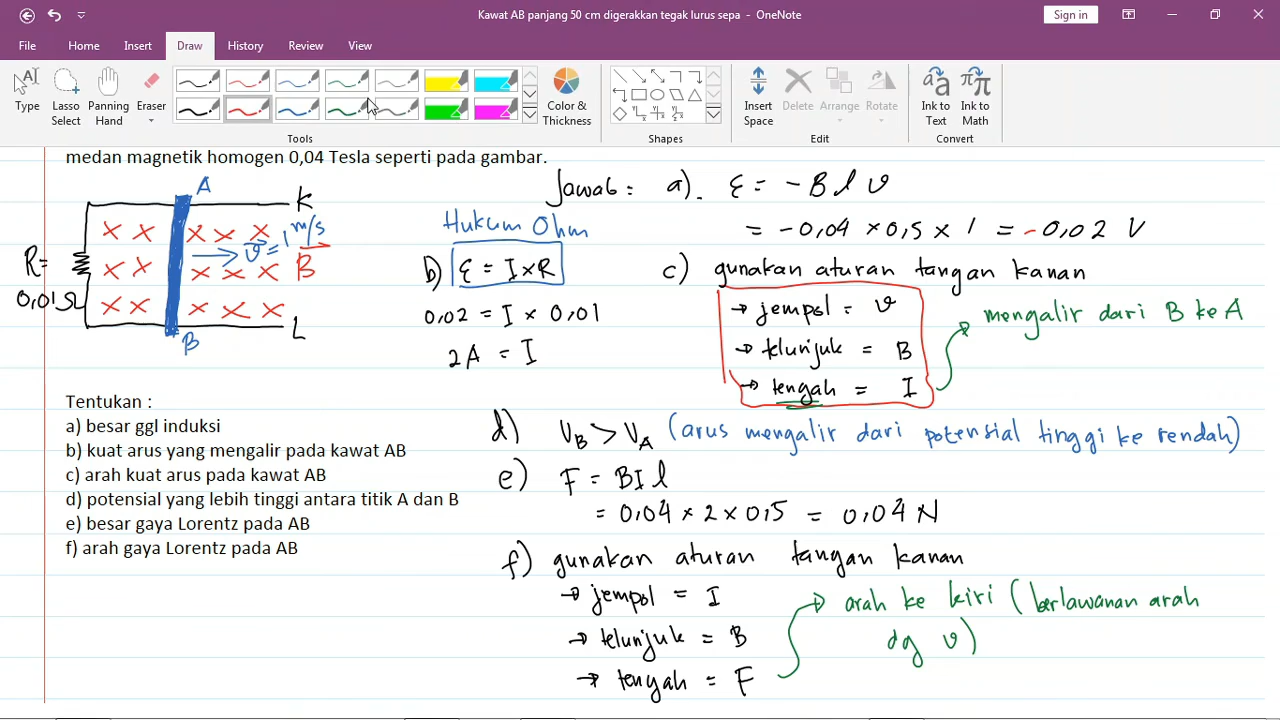 Kawat AB panjang 50 cm digerakkan tegak lurus sepa - OneNote
Sign in
File Home Insert Draw History Review View
Type
Lasso Select
Panning Hand
Eraser
Color & Thickness
Insert Space
Delete
Arrange
Rotate
Ink to Text
Ink to Math
Tools
Shapes
Edit
Convert
medan magnetik homogen 0,04 Tesla seperti pada gambar.
A
K
x x x x x
v = 1 m/s
R =
0,01 Ω
x x x x x B
x x x x x
L
B
Tentukan :
a) besar ggl induksi
b) kuat arus yang mengalir pada kawat AB
c) arah kuat arus pada kawat AB
d) potensial yang lebih tinggi antara titik A dan B
e) besar gaya Lorentz pada AB
f) arah gaya Lorentz pada AB
Jawab : a). ε = -B l v
= -0,04 x 0,5 x 1 = -0,02 V
Hukum Ohm
b) ε = I x R
0,02 = I x 0,01
2A = I
c) gunakan aturan tangan kanan
→ jempol = v
→ telunjuk = B
→ tengah = I
mengalir dari B ke A
d) VB > VA (arus mengalir dari potensial tinggi ke rendah)
e) F = B I l
= 0,04 x 2 x 0,5 = 0,04 N
f) gunakan aturan tangan kanan
→ jempol = I
→ telunjuk = B
→ tengah = F
arah ke kiri (berlawanan arah
dg v)